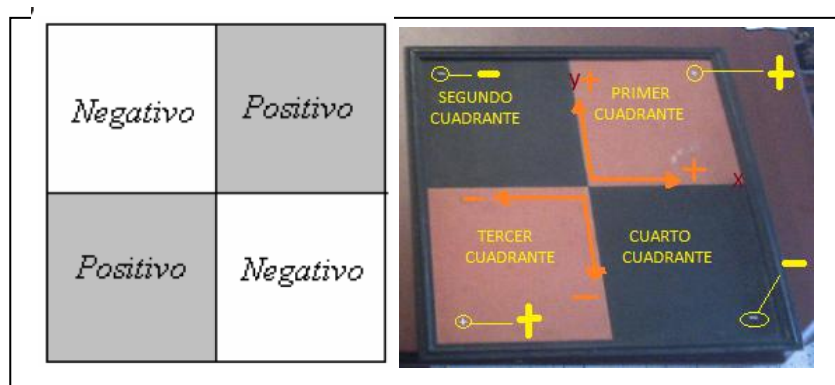 Negativo
Positivo
Positivo
Negativo
−
y+
PRIMER
CUADRANTE
+
SEGUNDO
CUADRANTE
+
x
−
TERCER
CUADRANTE
CUARTO
CUADRANTE
−
−
+